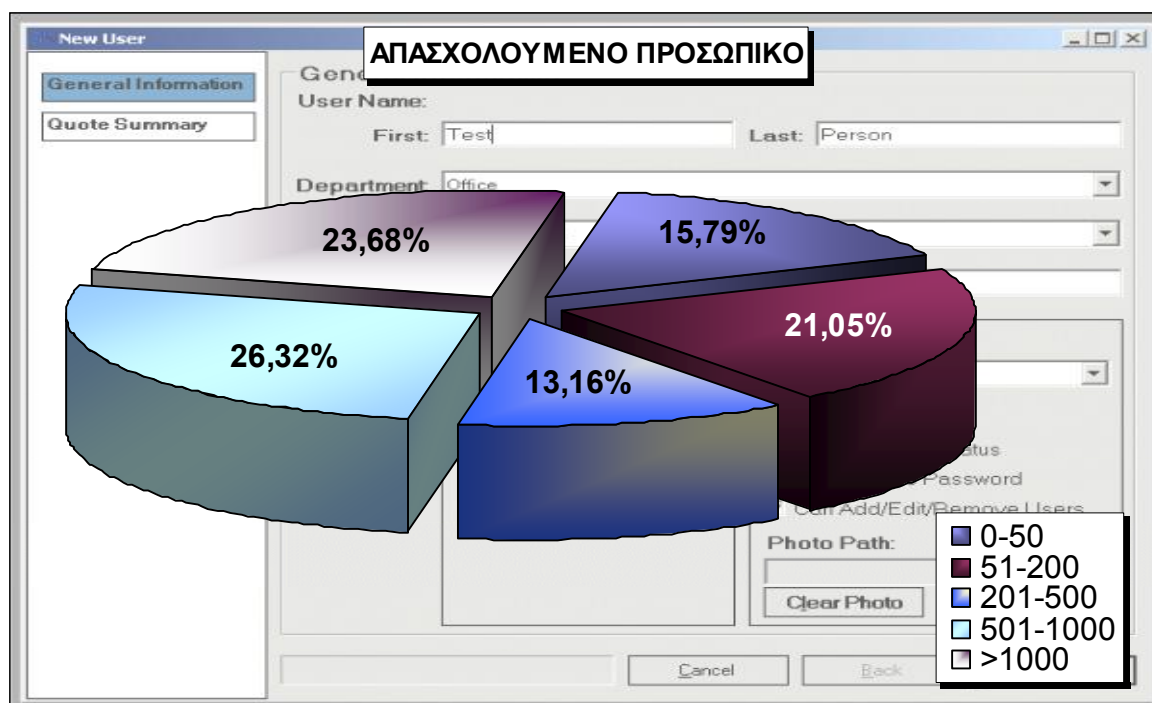 New User
ΑΠΑΣΧΟΛΟΥΜΕΝΟ ΠΡΟΣΩΠΙΚΟ
General Information
Quote Summary
User Name:
First: Test
Last: Person
Department: Office
23,68%
15,79%
21,05%
26,32%
13,16%
Password
Can Add/Edit/Remove Users
Photo Path:
Clear Photo
0-50
51-200
201-500
501-1000
>1000
Cancel
Back